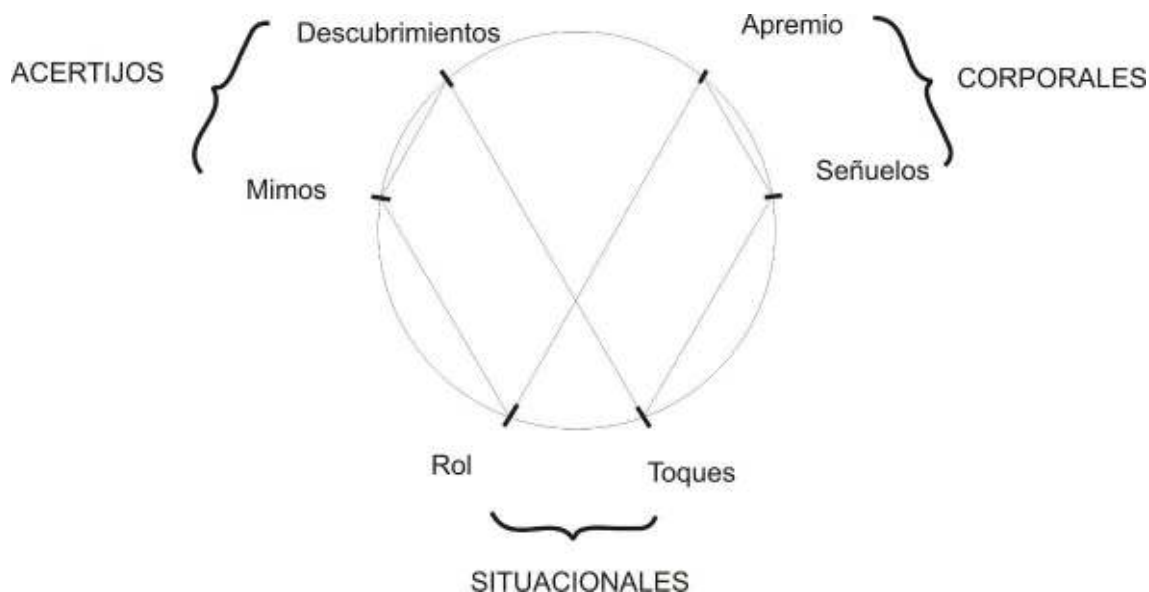 Descubrimientos
Apremio
ACERTIJOS
CORPORALES
Mimos
Señuelos
Rol
Toques
SITUACIONALES